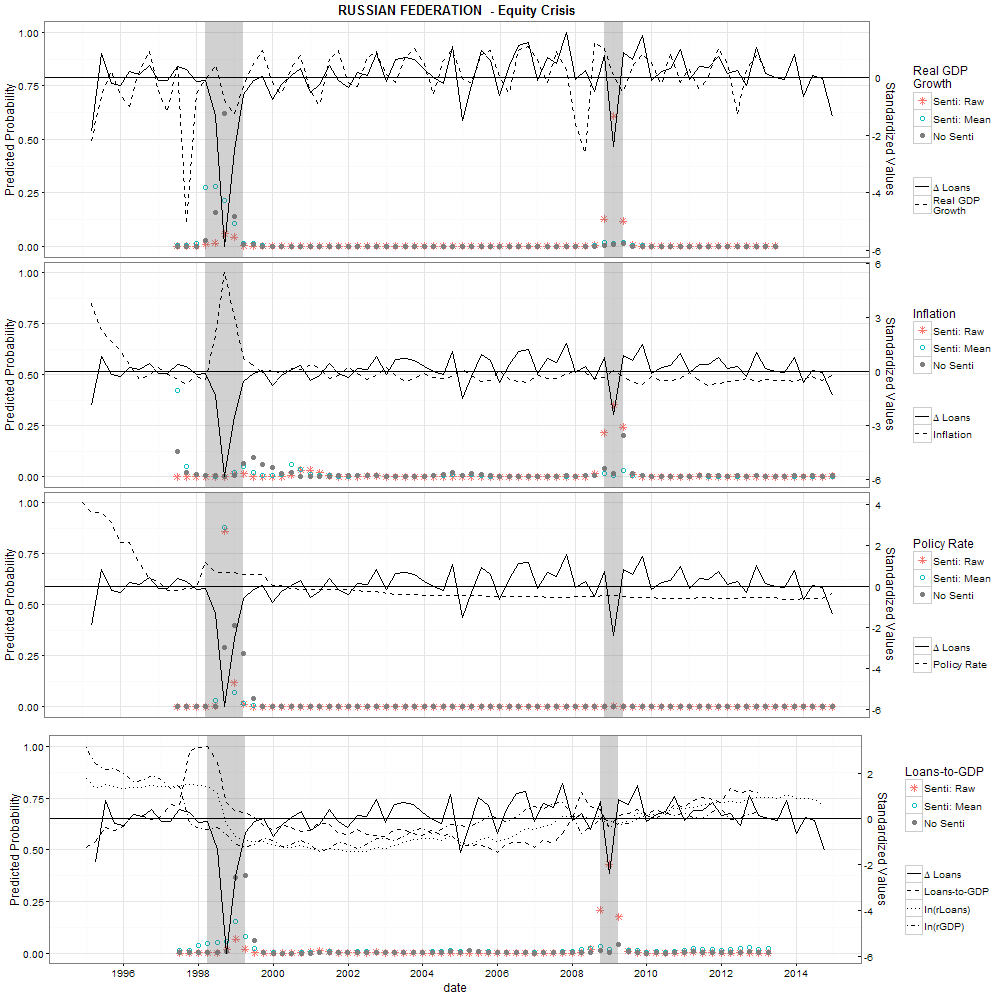 RUSSIAN FEDERATION - Equity Crisis
1.00
0.75
0.50
0.25
0.00
Predicted Probability
0
-2
-4
-6
Standardized Values
Real GDP
Growth
Senti: Raw
Senti: Mean
No Senti
Δ Loans
Real GDP
Growth
1.00
0.75
0.50
0.25
0.00
Predicted Probability
6
3
0
-3
-6
Standardized Values
Inflation
Senti: Raw
Senti: Mean
No Senti
Δ Loans
Inflation
1.00
0.75
0.50
0.25
0.00
Predicted Probability
4
2
0
-2
-4
-6
Standardized Values
Policy Rate
Senti: Raw
Senti: Mean
No Senti
Δ Loans
Policy Rate
1.00
0.75
0.50
0.25
0.00
Predicted Probability
2
0
-2
-4
-6
Standardized Values
Loans-to-GDP
Senti: Raw
Senti: Mean
No Senti
Δ Loans
Loans-to-GDP
ln(rLoans)
ln(rGDP)
1996 1998 2000 2002 2004 2006 2008 2010 2012 2014
date